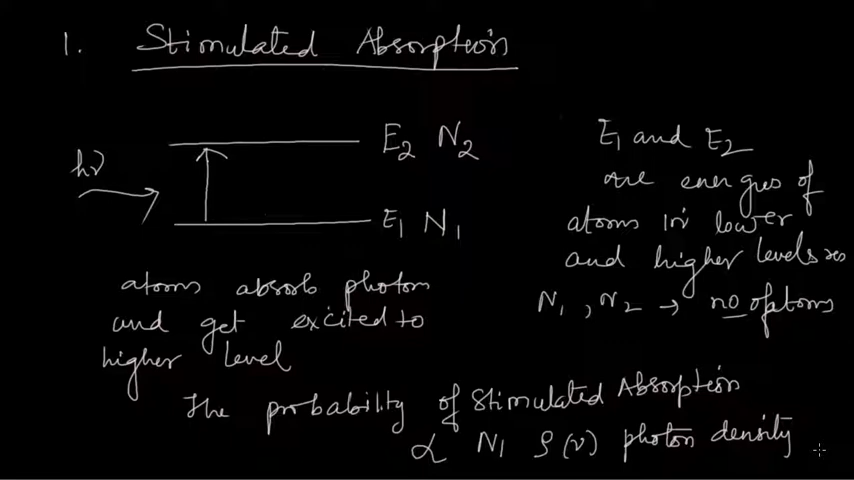 1. Stimulated Absorption
hν
E₂ N₂
E₁ N₁
atoms absorb photon
and get excited to
higher level
E₁ and E₂
are energies of
atoms in lower
and higher levels res
N₁, N₂ → no of atoms
The probability of Stimulated Absorption
α N₁ ρ(ν) photon density